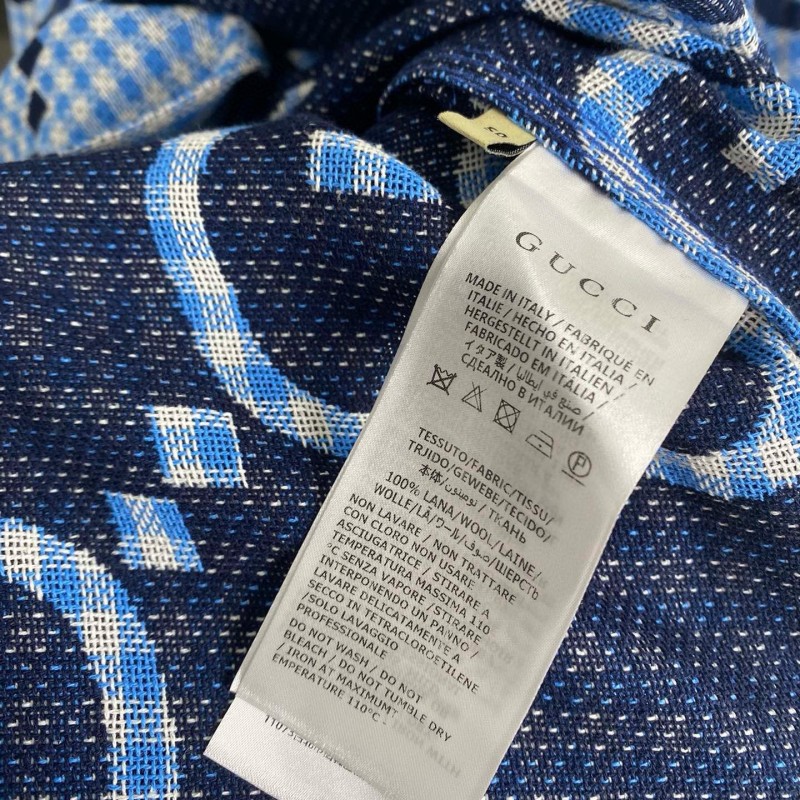 50
GUCCI
MADE IN ITALY / FABRIQUÉ EN
ITALIE / HECHO EN ITALIA /
HERGESTELLT IN ITALIEN /
FABRICADO EM ITALIA /
イタリア製 / صنع في ايطاليا /
СДЕЛАНО В ИТАЛИИ
P
TESSUTO/FABRIC/TISSU/
TEJIDO/GEWEBE/TECIDO/
本体/نوصنتون/ТКАНЬ
100% LANA/WOOL/LAINE/
WOLLE/LÃ/ウール/صوف/ШЕРСТЬ
NON LAVARE / NON TRATTARE
CON CLORO NON USARE
ASCIUGATRICE / STIRARE A
TEMPERATURA MASSIMA 110
°C SENZA VAPORE /STIRARE
INTERPONENDO UN PANNO/
LAVARE DELICATAMENTE A
SECCO IN TETRACLOROETILENE
/SOLO LAVAGGIO
PROFESSIONALE
DO NOT WASH / DO NOT
BLEACH / DO NOT TUMBLE DRY
/ IRON AT MAXIMUMT
EMPERATURE 110°C -